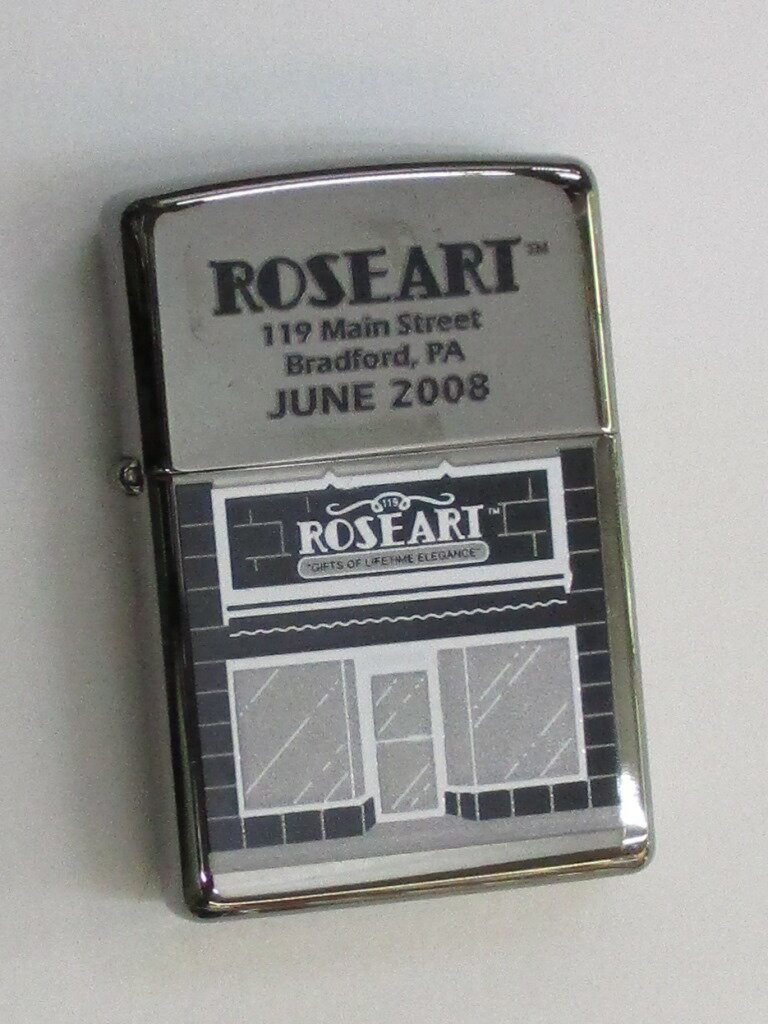 ROSEART™
119 Main Street
Bradford, PA
JUNE 2008
119
ROSEART™
"GIFTS OF LIFETIME ELEGANCE"